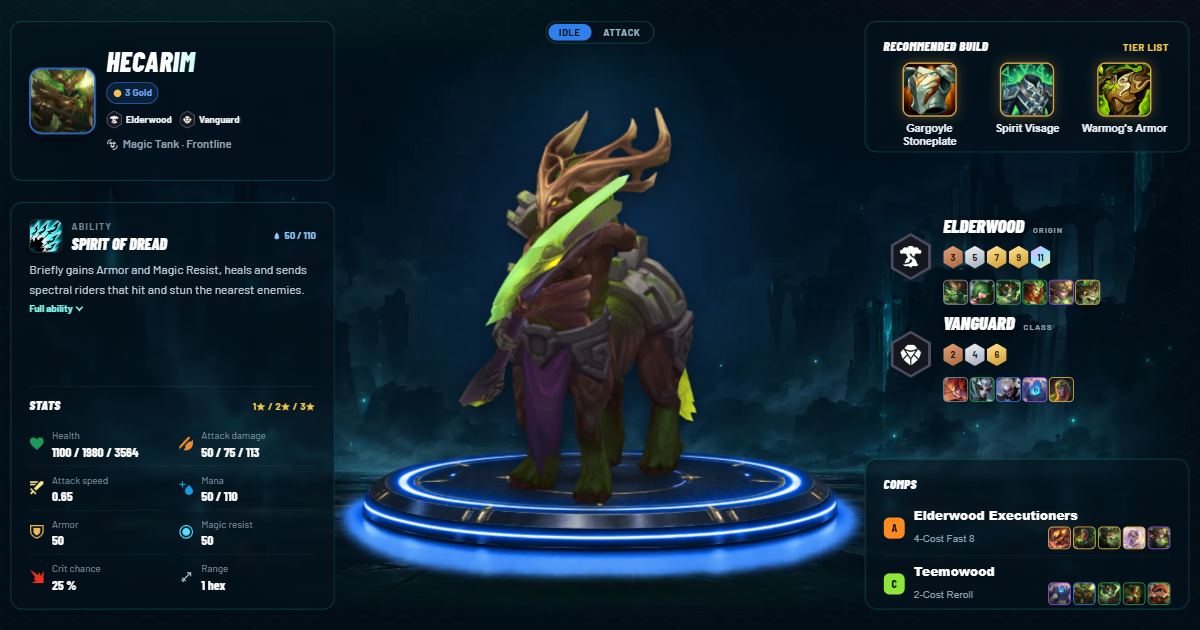 HECARIM
3 Gold
Elderwood Vanguard
Magic Tank · Frontline
ABILITY
SPIRIT OF DREAD
50 / 110
Briefly gains Armor and Magic Resist, heals and sends
spectral riders that hit and stun the nearest enemies.
Full ability
STATS
1★ / 2★ / 3★
Health
1100 / 1980 / 3564
Attack damage
50 / 75 / 113
Attack speed
0.65
Mana
50 / 110
Armor
50
Magic resist
50
Crit chance
25 %
Range
1 hex
IDLE ATTACK
RECOMMENDED BUILD
TIER LIST
Gargoyle
Stoneplate
Spirit Visage
Warmog's Armor
ELDERWOOD ORIGIN
3 5 7 9 11
VANGUARD CLASS
2 4 6
COMPS
A
Elderwood Executioners
4-Cost Fast 8
C
Teemowood
2-Cost Reroll